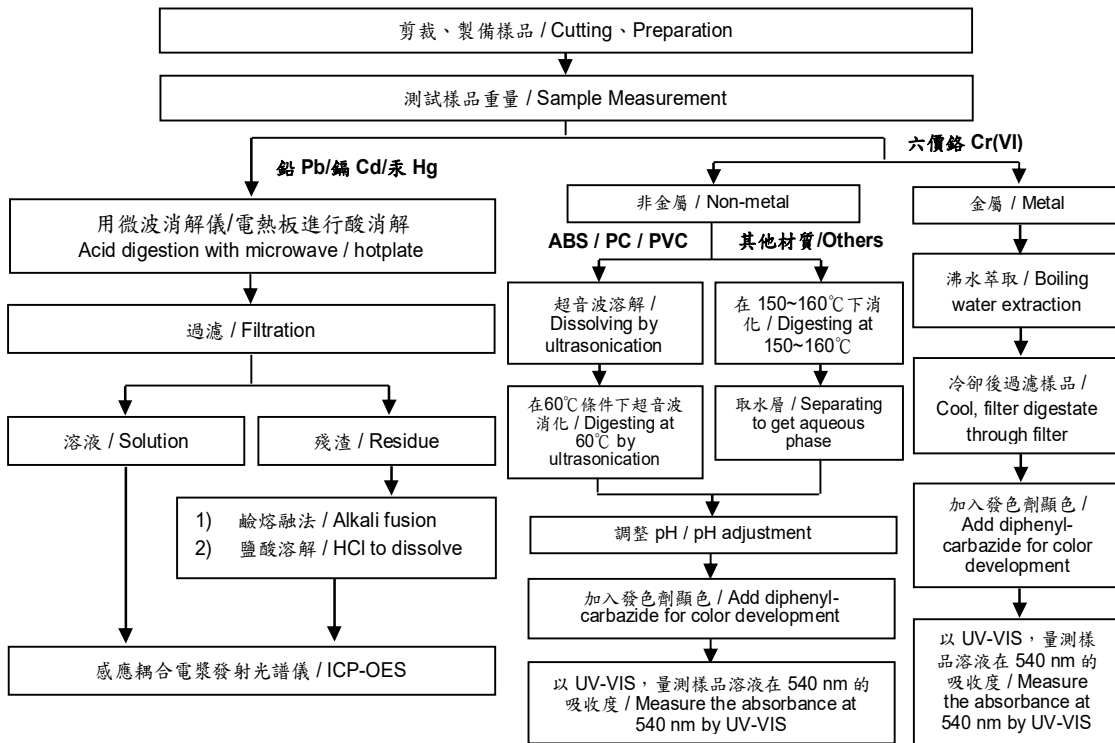 剪裁、製備樣品 / Cutting、Preparation
測試樣品重量 / Sample Measurement
鉛 Pb/鎘 Cd/汞 Hg
六價鉻 Cr(VI)
用微波消解儀/電熱板進行酸消解
Acid digestion with microwave / hotplate
過濾 / Filtration
溶液 / Solution
殘渣 / Residue
1) 鹼熔融法 / Alkali fusion
2) 鹽酸溶解 / HCl to dissolve
感應耦合電漿發射光譜儀 / ICP-OES
非金屬 / Non-metal
ABS / PC / PVC
其他材質/Others
超音波溶解 /
Dissolving by
ultrasonication
在60℃條件下超音波
消化 / Digesting at
60℃ by
ultrasonication
在 150~160℃下消
化 / Digesting at
150~160℃
取水層 / Separating
to get aqueous
phase
調整 pH / pH adjustment
加入發色劑顯色 / Add diphenyl-
carbazide for color development
以 UV-VIS，量測樣品溶液在 540 nm 的
吸收度 / Measure the absorbance at
540 nm by UV-VIS
金屬 / Metal
沸水萃取 / Boiling
water extraction
冷卻後過濾樣品 /
Cool, filter digestate
through filter
加入發色劑顯色 /
Add diphenyl-
carbazide for color
development
以 UV-VIS，量測樣
品溶液在 540 nm 的
吸收度 / Measure
the absorbance at
540 nm by UV-VIS